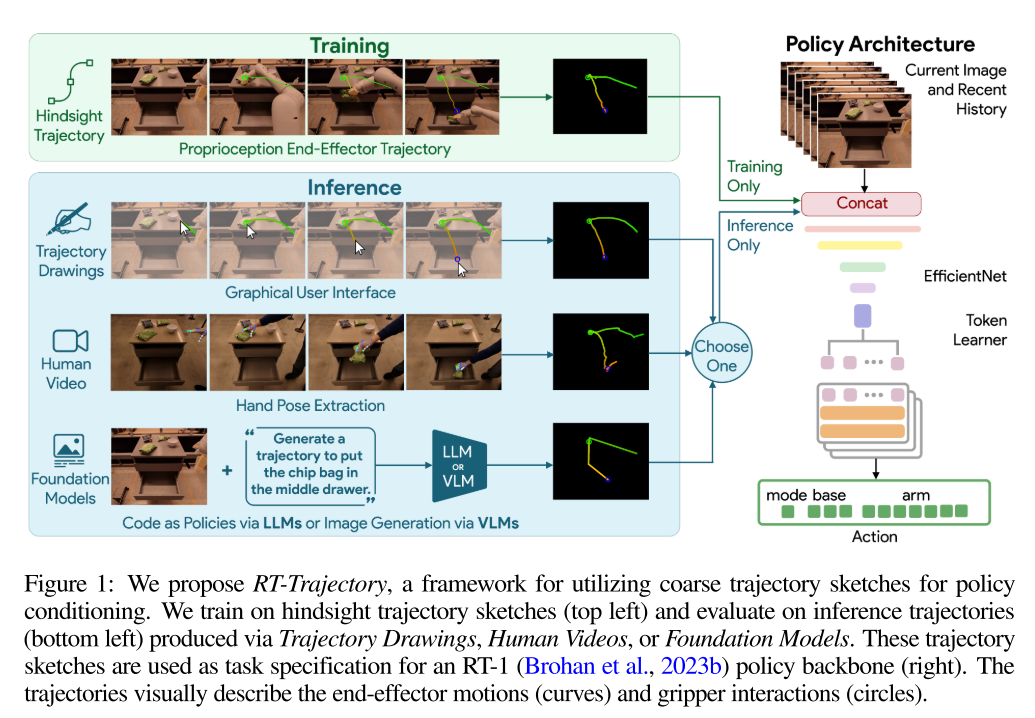 Training
Hindsight
Trajectory
Proprioception End-Effector Trajectory
Inference
Trajectory
Drawings
Graphical User Interface
Human
Video
Hand Pose Extraction
Foundation
Models
+
“ Generate a
trajectory to put
the chip bag in
the middle drawer. ”
LLM
OR
VLM
Code as Policies via LLMs or Image Generation via VLMs
Training
Only
Inference
Only
Choose
One
Policy Architecture
Current Image
and Recent
History
Concat
EfficientNet
Token
Learner
mode base arm
Action
Figure 1: We propose RT-Trajectory, a framework for utilizing coarse trajectory sketches for policy
conditioning. We train on hindsight trajectory sketches (top left) and evaluate on inference trajectories
(bottom left) produced via Trajectory Drawings, Human Videos, or Foundation Models. These trajectory
sketches are used as task specification for an RT-1 (Brohan et al., 2023b) policy backbone (right). The
trajectories visually describe the end-effector motions (curves) and gripper interactions (circles).